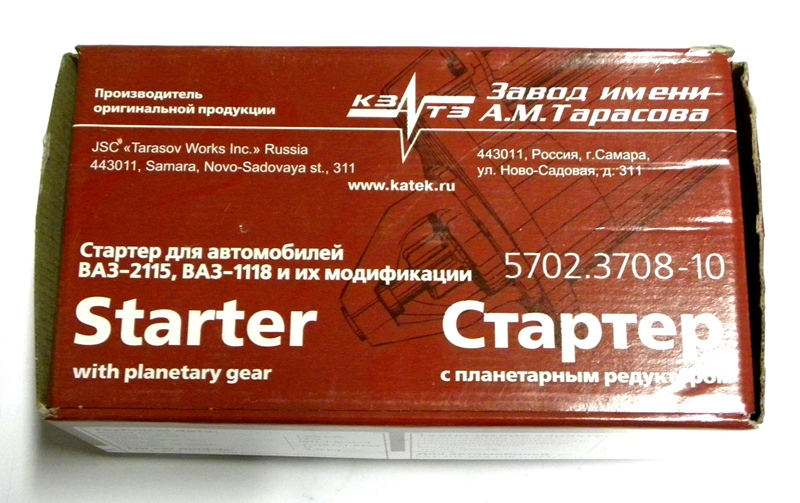 Производитель
оригинальной продукции
КЗАТЭ
Завод имени
А.М.Тарасова
JSC «Tarasov Works Inc.» Russia
443011, Samara, Novo-Sadovaya st., 311
443011, Россия, г.Самара,
ул. Ново-Садовая, д. 311
www.katek.ru
Стартер для автомобилей
ВАЗ-2115, ВАЗ-1118 и их модификации
5702.3708-10
Starter
with planetary gear
Стартер
с планетарным редуктором